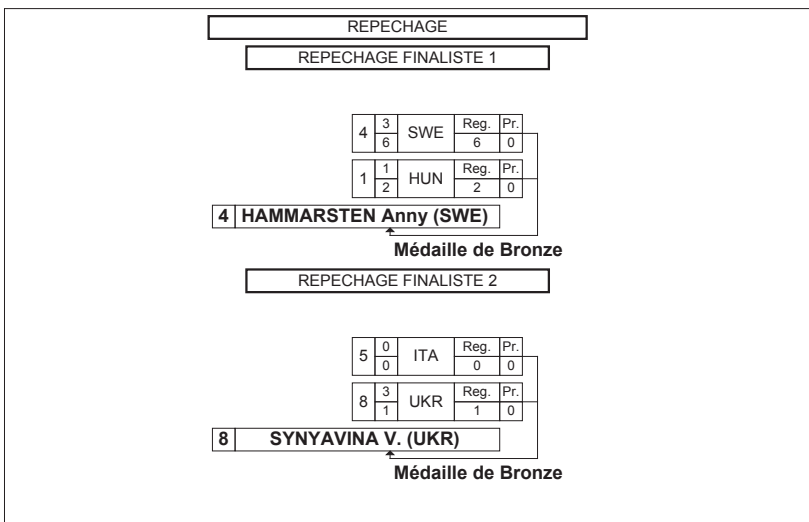 REPECHAGE
REPECHAGE FINALISTE 1
4 3 SWE Reg. Pr.
6 6 0
1 1 HUN Reg. Pr.
2 2 0
4 HAMMARSTEN Anny (SWE)
Médaille de Bronze
REPECHAGE FINALISTE 2
5 0 ITA Reg. Pr.
0 0 0
8 3 UKR Reg. Pr.
1 1 0
8 SYNYAVINA V. (UKR)
Médaille de Bronze